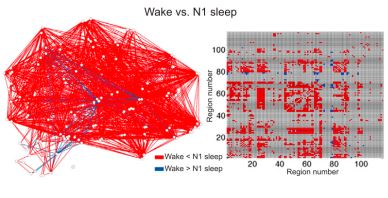 Wake vs. N1 sleep
100
80
60
40
20
Region number
20 40 60 80 100
Region number
Wake < N1 sleep
Wake > N1 sleep